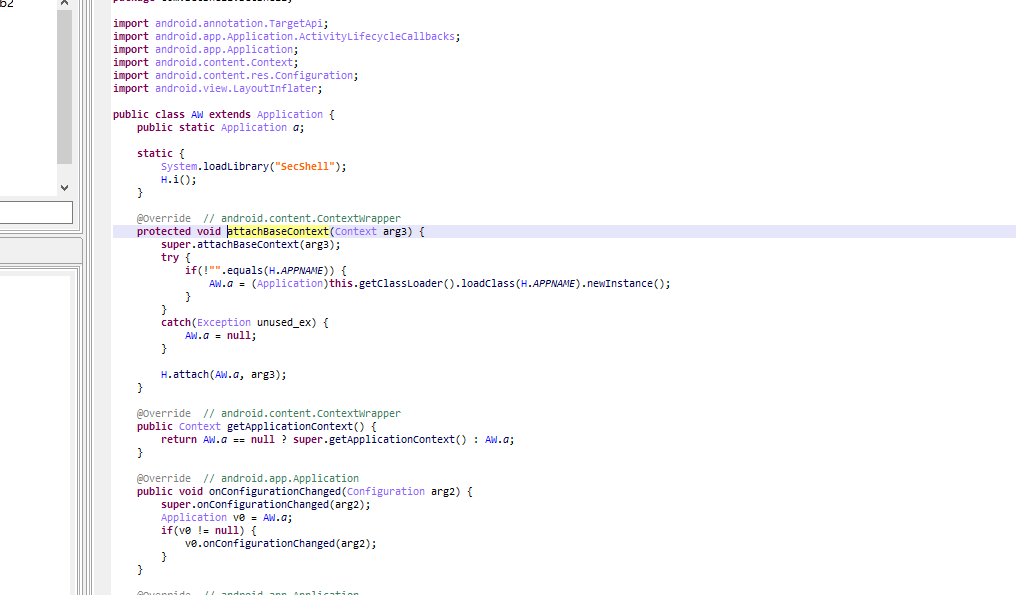 b2
import android.annotation.TargetApi;
import android.app.Application.ActivityLifecycleCallbacks;
import android.app.Application;
import android.content.Context;
import android.content.res.Configuration;
import android.view.LayoutInflater;
public class AW extends Application {
public static Application a;
static {
System.loadLibrary("SecShell");
H.i();
}
@Override // android.content.ContextWrapper
protected void attachBaseContext(Context arg3) {
super.attachBaseContext(arg3);
try {
if(!"".equals(H.APPNAME)) {
AW.a = (Application)this.getClassLoader().loadClass(H.APPNAME).newInstance();
}
}
catch(Exception unused_ex) {
AW.a = null;
}
H.attach(AW.a, arg3);
}
@Override // android.content.ContextWrapper
public Context getApplicationContext() {
return AW.a == null ? super.getApplicationContext() : AW.a;
}
@Override // android.app.Application
public void onConfigurationChanged(Configuration arg2) {
super.onConfigurationChanged(arg2);
Application v0 = AW.a;
if(v0 != null) {
v0.onConfigurationChanged(arg2);
}
}
@Override // android.app.Application